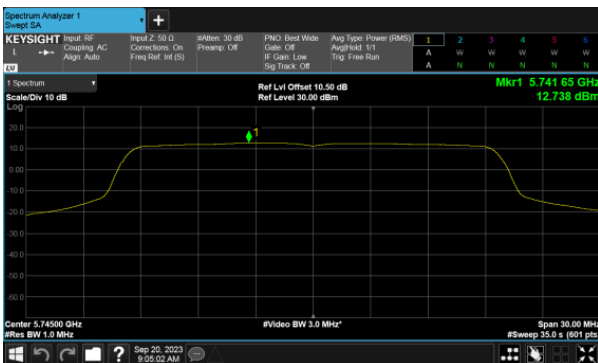 Spectrum Analyzer 1
Swept SA
+
KEYSIGHT Input: RF Input Z: 50 Ω #Atten: 30 dB PNO: Best Wide Avg Type: Power (RMS) 1 2 3 4 5 6
L Coupling: AC Corrections: On Preamp: Off Gate: Off Avg|Hold: 1/1 A W W W W W
Align: Auto Freq Ref: Int (S) IF Gain: Low Trig: Free Run
LXI Sig Track: Off A N N N N N
1 Spectrum Ref Lvl Offset 10.50 dB Mkr1 5.741 65 GHz
Scale/Div 10 dB Ref Level 30.00 dBm 12.738 dBm
Log
20.0
1
10.0
0.00
-10.0
-20.0
-30.0
-40.0
-50.0
-60.0
Center 5.74500 GHz #Video BW 3.0 MHz* Span 30.00 MHz
#Res BW 1.0 MHz #Sweep 35.0 s (601 pts)
? Sep 20, 2023
9:05:02 AM